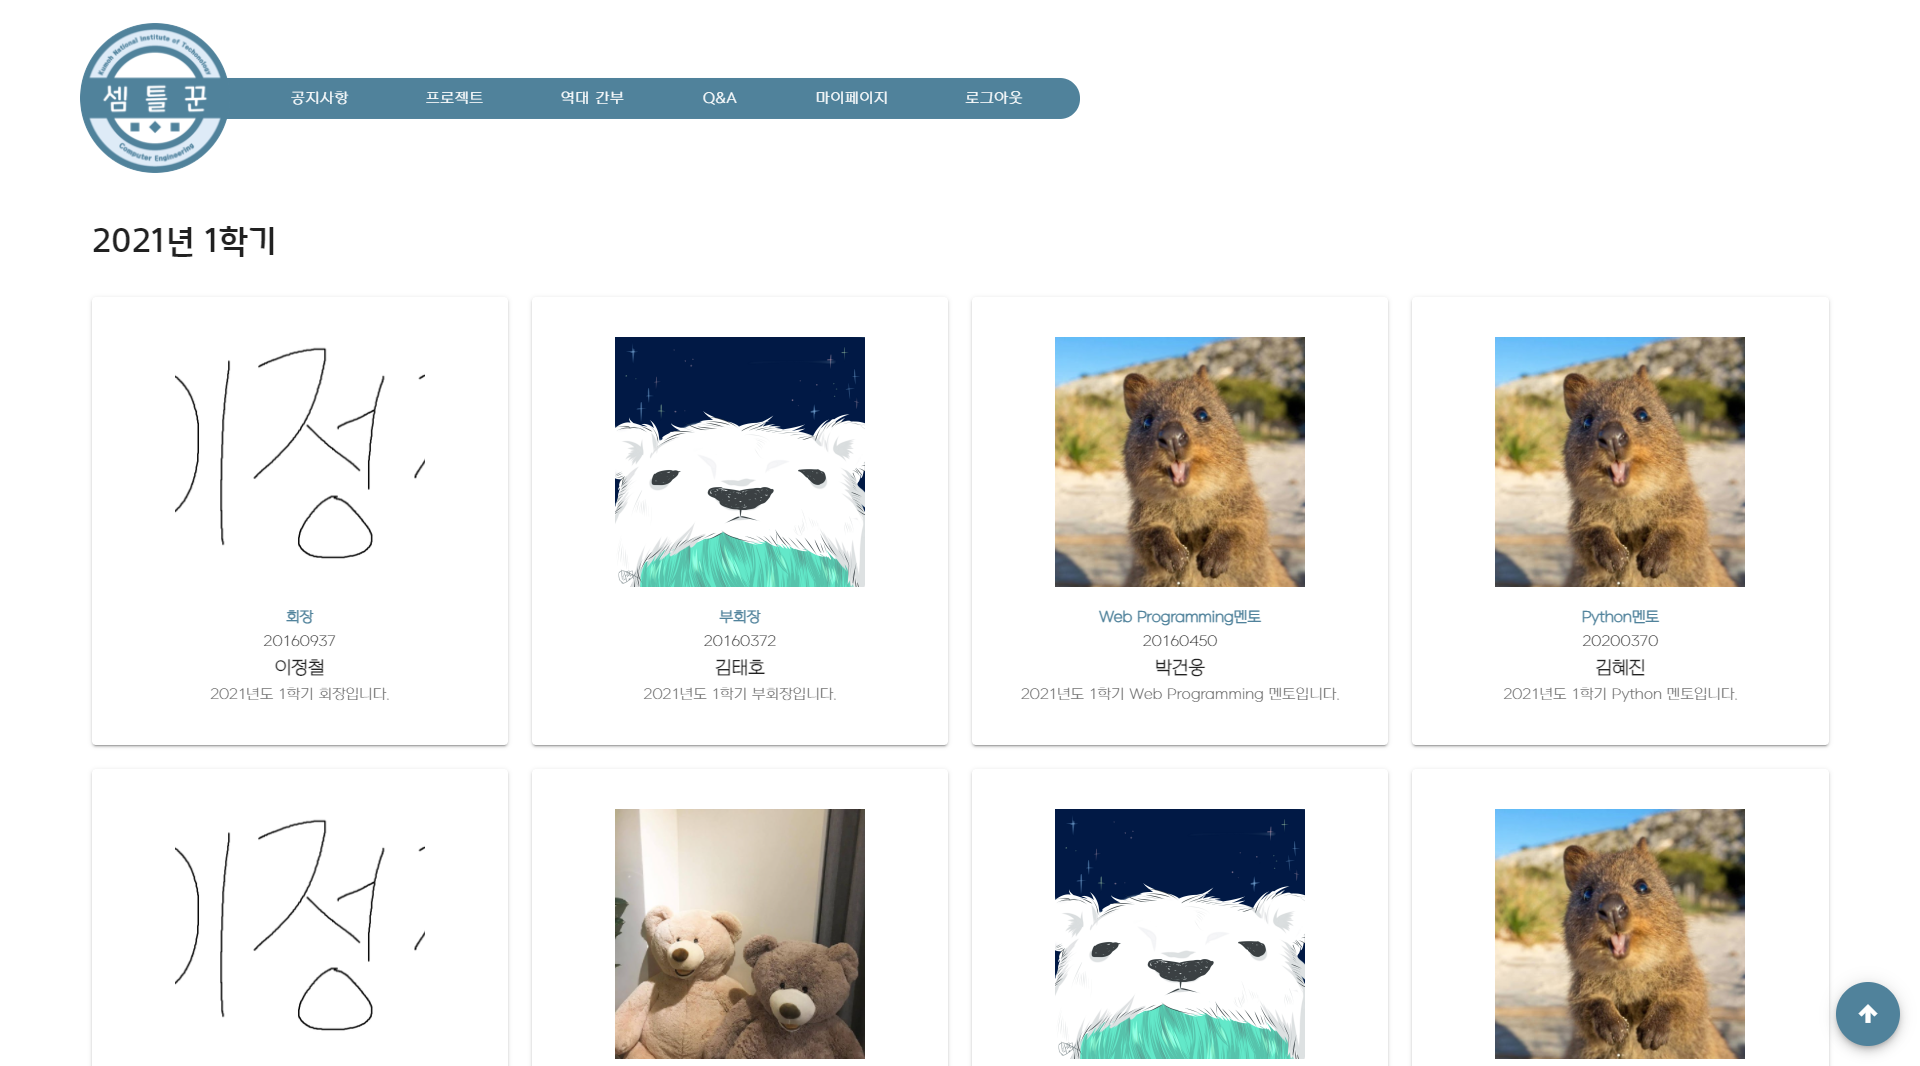 Kumoh National Institute of Technology
셈틀꾼
Computer Engineering
공지사항 프로젝트 역대 간부 Q&A 마이페이지 로그아웃
2021년 1학기
이정
회장
20160937
이정철
2021년도 1학기 회장입니다.
부회장
20160372
김태호
2021년도 1학기 부회장입니다.
Web Programming멘토
20160450
박건웅
2021년도 1학기 Web Programming 멘토입니다.
Python멘토
20200370
김혜진
2021년도 1학기 Python 멘토입니다.
이정